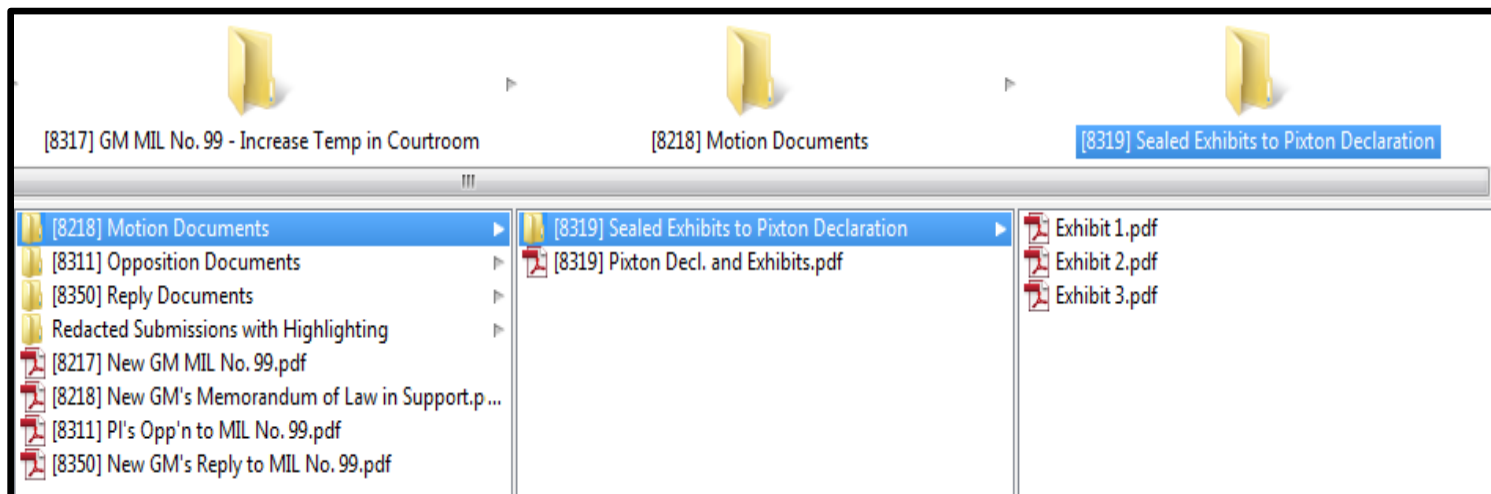 [8317] GM MIL No. 99 - Increase Temp in Courtroom
[8218] Motion Documents
[8319] Sealed Exhibits to Pixton Declaration
[8218] Motion Documents
[8311] Opposition Documents
[8350] Reply Documents
Redacted Submissions with Highlighting
[8217] New GM MIL No. 99.pdf
[8218] New GM's Memorandum of Law in Support.p...
[8311] Pl's Opp'n to MIL No. 99.pdf
[8350] New GM's Reply to MIL No. 99.pdf
[8319] Sealed Exhibits to Pixton Declaration
[8319] Pixton Decl. and Exhibits.pdf
Exhibit 1.pdf
Exhibit 2.pdf
Exhibit 3.pdf